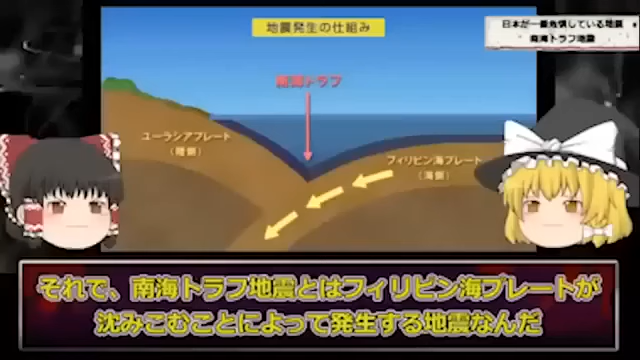 地震発生の仕組み
日本が一番危惧している地震
南海トラフ地震
南海トラフ
ユーラシアプレート
（陸側）
フィリピン海プレート
（海側）
それで、南海トラフ地震とはフィリピン海プレートが
沈みこむことによって発生する地震なんだ